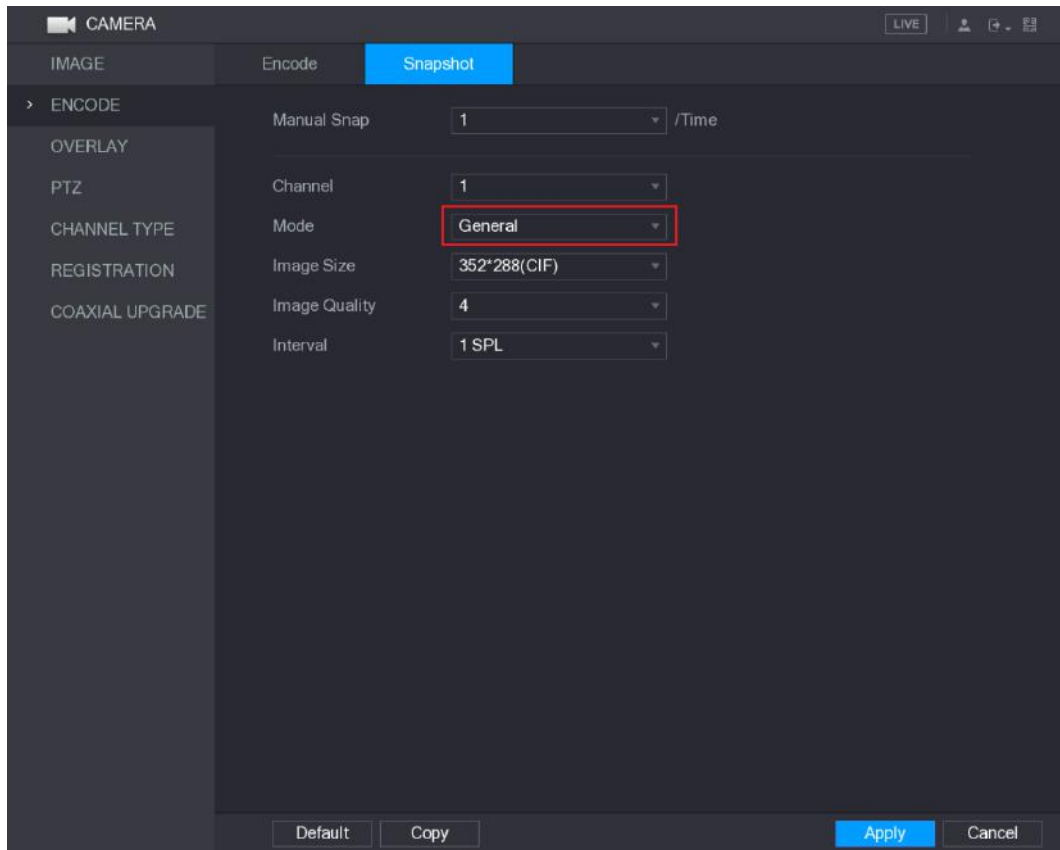 CAMERA LIVE
IMAGE
ENCODE
OVERLAY
PTZ
CHANNEL TYPE
REGISTRATION
COAXIAL UPGRADE
Encode Snapshot
Manual Snap 1 /Time
Channel 1
Mode General
Image Size 352*288(CIF)
Image Quality 4
Interval 1 SPL
Default Copy Apply Cancel